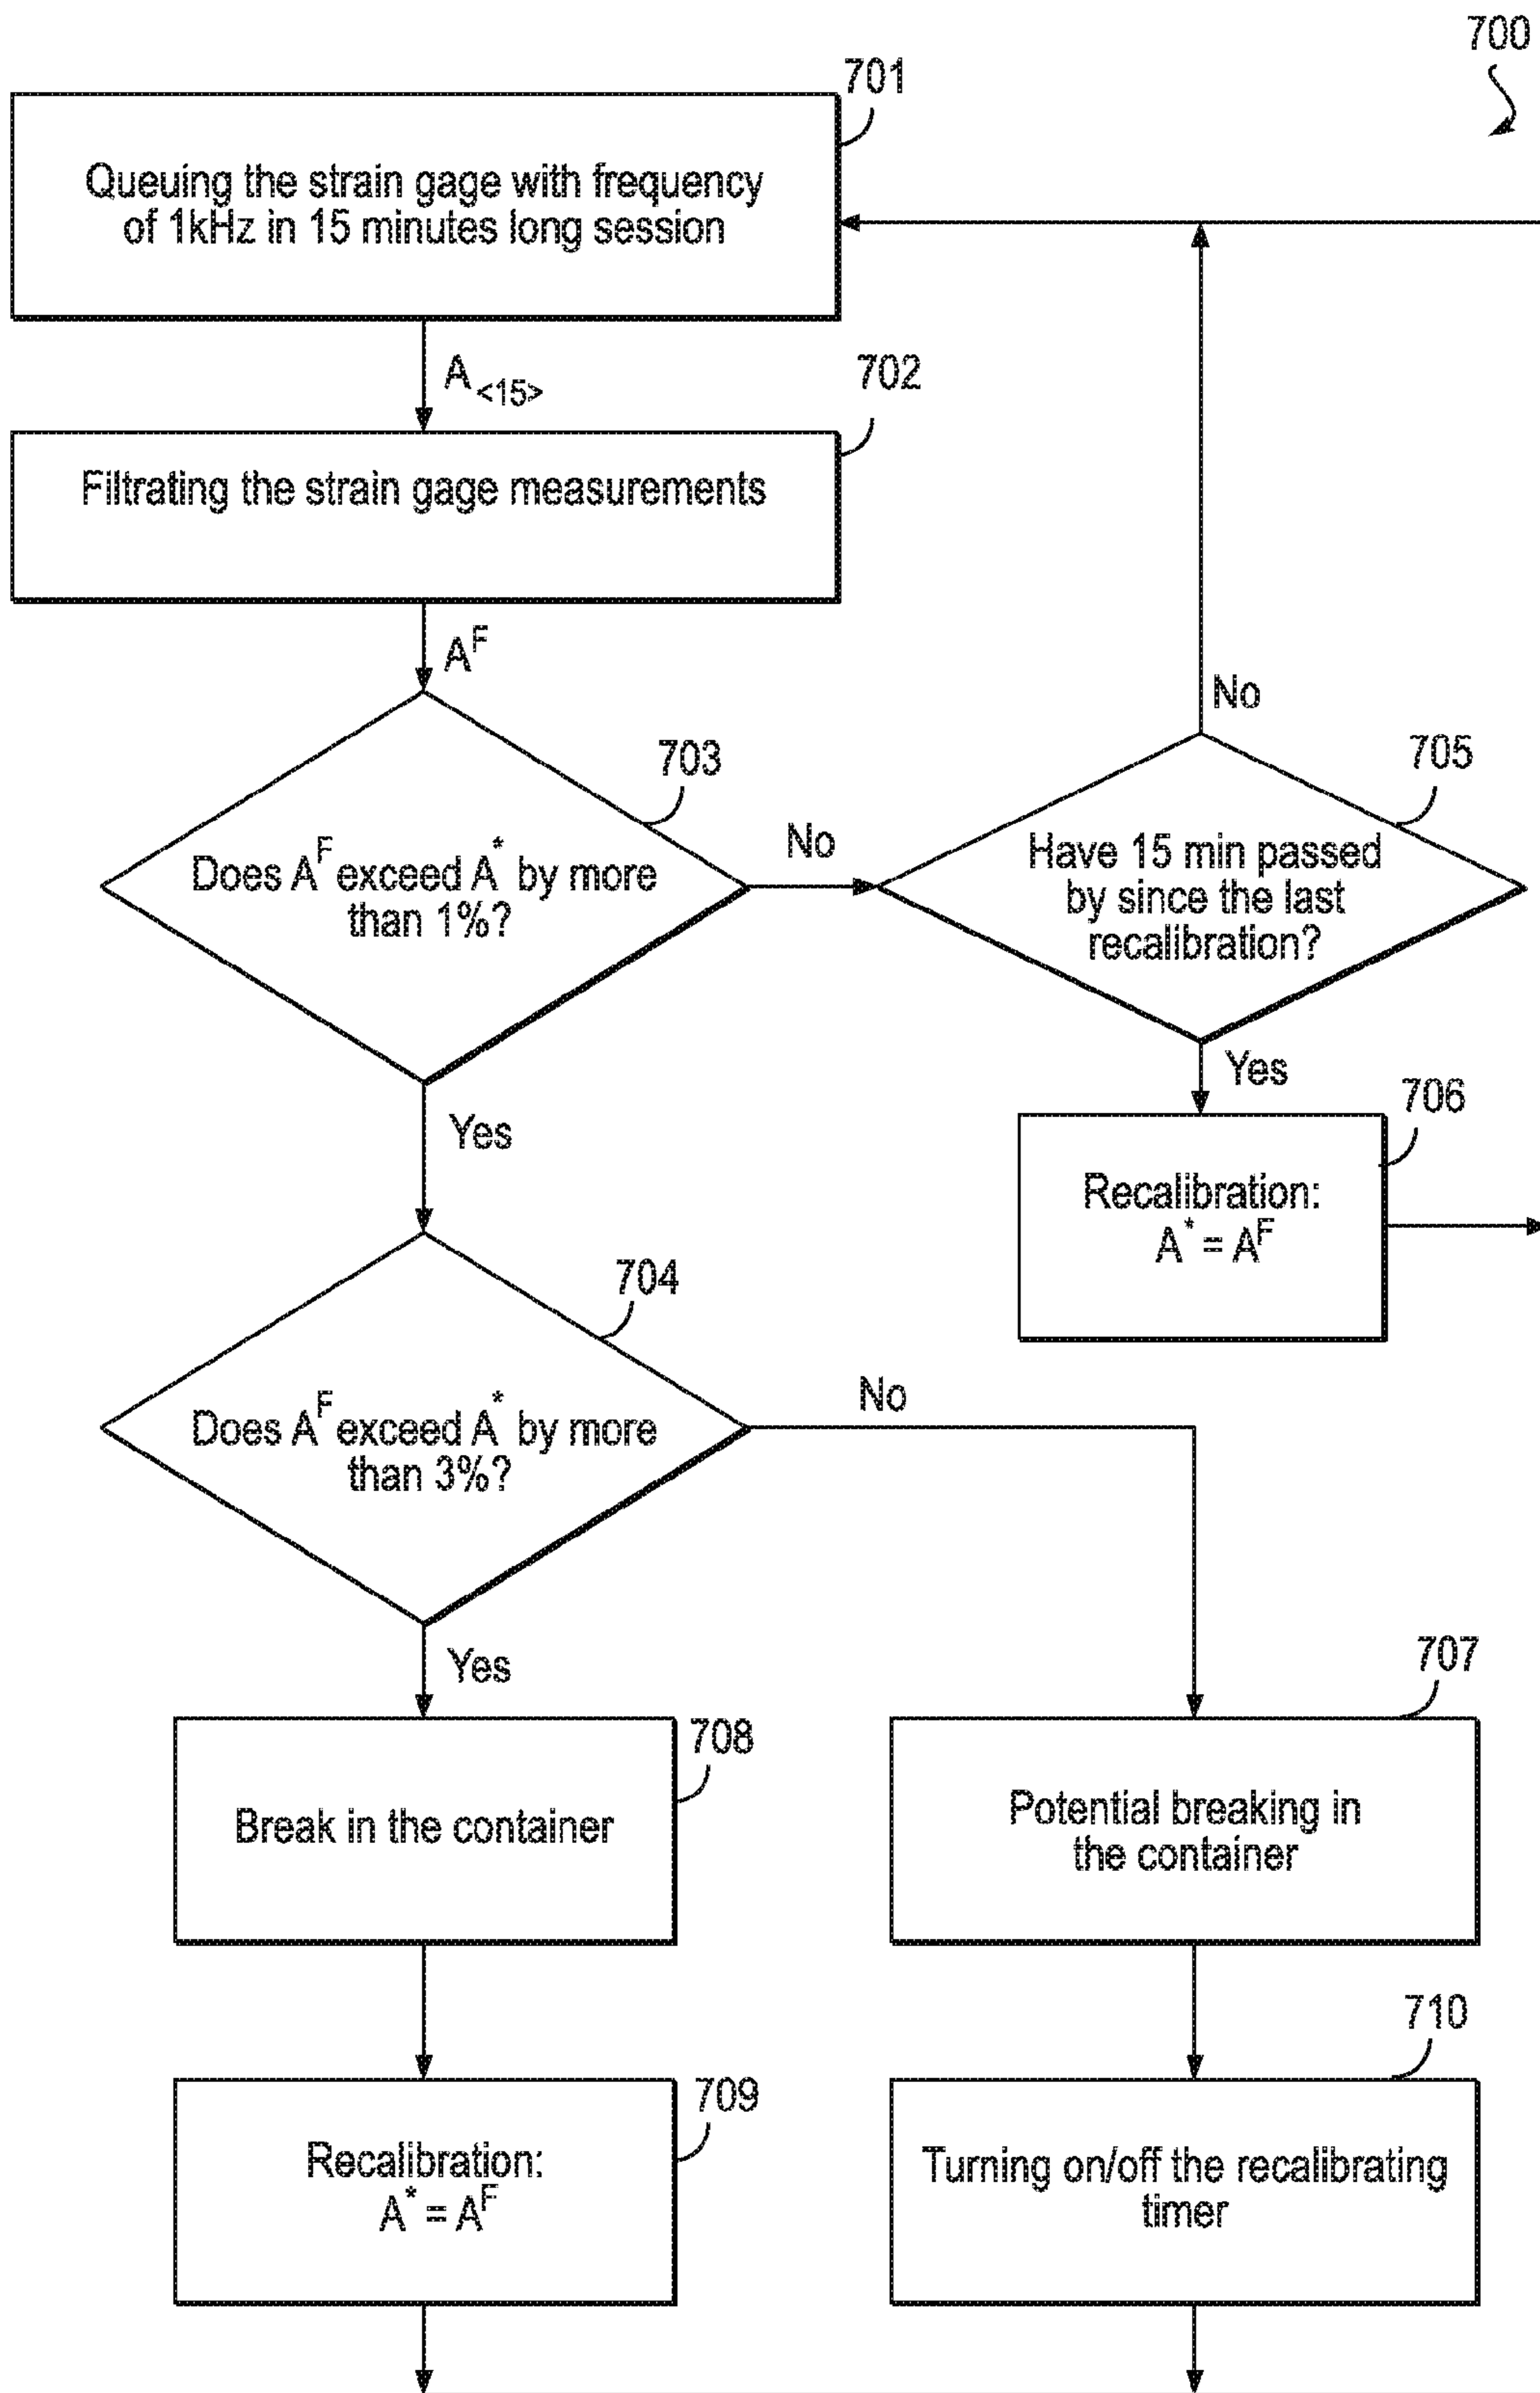 700
701
Queuing the strain gage with frequency
of 1kHz in 15 minutes long session
A<15>
702
Filtrating the strain gage measurements
A^F
703
Does A^F exceed A* by more
than 1%?
No
705
Have 15 min passed
by since the last
recalibration?
No
Yes
Yes
706
Recalibration:
A* = A^F
704
Does A^F exceed A* by more
than 3%?
No
Yes
707
Potential breaking in
the container
708
Break in the container
709
Recalibration:
A* = A^F
710
Turning on/off the recalibrating
timer